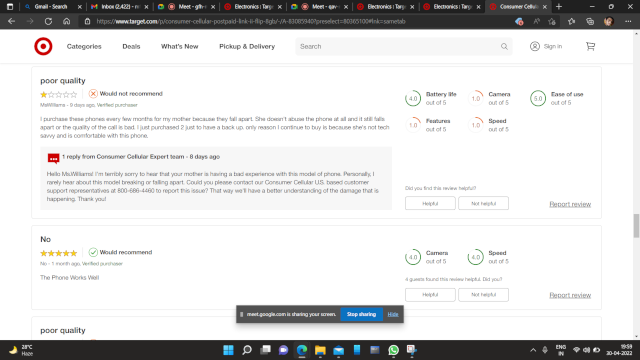 Gmail - Search
Inbox (2,422) - m
Meet - gfh
Electronics : Targe
Meet - qav
Electronics : Targe
Electronics : Targe
Consumer Cellular
https://www.target.com/p/consumer-cellular-postpaid-link-ii-flip-8gb/-/A-83085940?preselect=80365100#lnk=sametab
Categories Deals What's New Pickup & Delivery Search Sign in
poor quality
Would not recommend
MsWilliams - 9 days ago, Verified purchaser
I purchase these phones every few months for my mother because they fall apart. She doesn't abuse the phone at all and it still falls
apart or the quality of the call is bad. I just purchased 2 just to have a back up, only reason I continue to buy is because she's not tech
savvy and is comfortable with this phone.
4.0 Battery life out of 5
1.0 Camera out of 5
5.0 Ease of use out of 5
1.0 Features out of 5
1.0 Speed out of 5
1 reply from Consumer Cellular Expert team - 8 days ago
Hello Ms.Williams! I'm terribly sorry to hear that your mother is having a bad experience with this model of phone. Personally, I
rarely hear about this model breaking or falling apart. Could you please contact our Consumer Cellular U.S. based customer
support representatives at 800-686-4460 to report this issue? That way we'll have a better understanding of the damage that is
happening. Thank you!
Did you find this review helpful?
Helpful Not helpful Report review
No
Would recommend
No - 1 month ago, Verified purchaser
The Phone Works Well
4.0 Camera out of 5
4.0 Speed out of 5
4 guests found this review helpful. Did you?
Helpful Not helpful Report review
meet.google.com is sharing your screen. Stop sharing Hide
poor quality
28°C
Haze
ENG
IN
19:59
30-04-2022